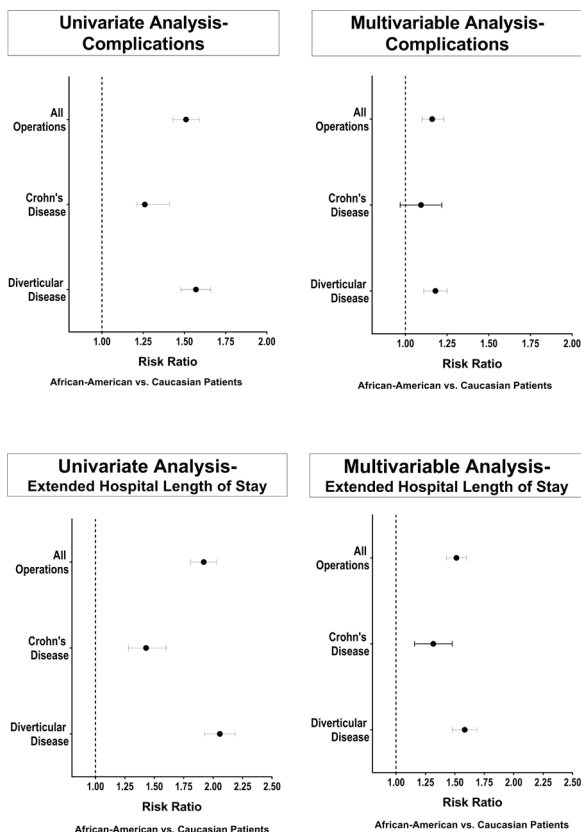 Univariate Analysis-
Complications
All
Operations
Crohn's
Disease
Diverticular
Disease
1.00
1.25
1.50
1.75
2.00
Risk Ratio
African-American vs. Caucasian Patients
Multivariable Analysis-
Complications
All
Operations
Crohn's
Disease
Diverticular
Disease
1.00
1.25
1.50
1.75
2.00
Risk Ratio
African-American vs. Caucasian Patients
Univariate Analysis-
Extended Hospital Length of Stay
All
Operations
Crohn's
Disease
Diverticular
Disease
1.00
1.25
1.50
1.75
2.00
2.25
2.50
Risk Ratio
African-American vs. Caucasian Patients
Multivariable Analysis-
Extended Hospital Length of Stay
All
Operations
Crohn's
Disease
Diverticular
Disease
1.00
1.25
1.50
1.75
2.00
2.25
2.50
Risk Ratio
African-American vs. Caucasian Patients